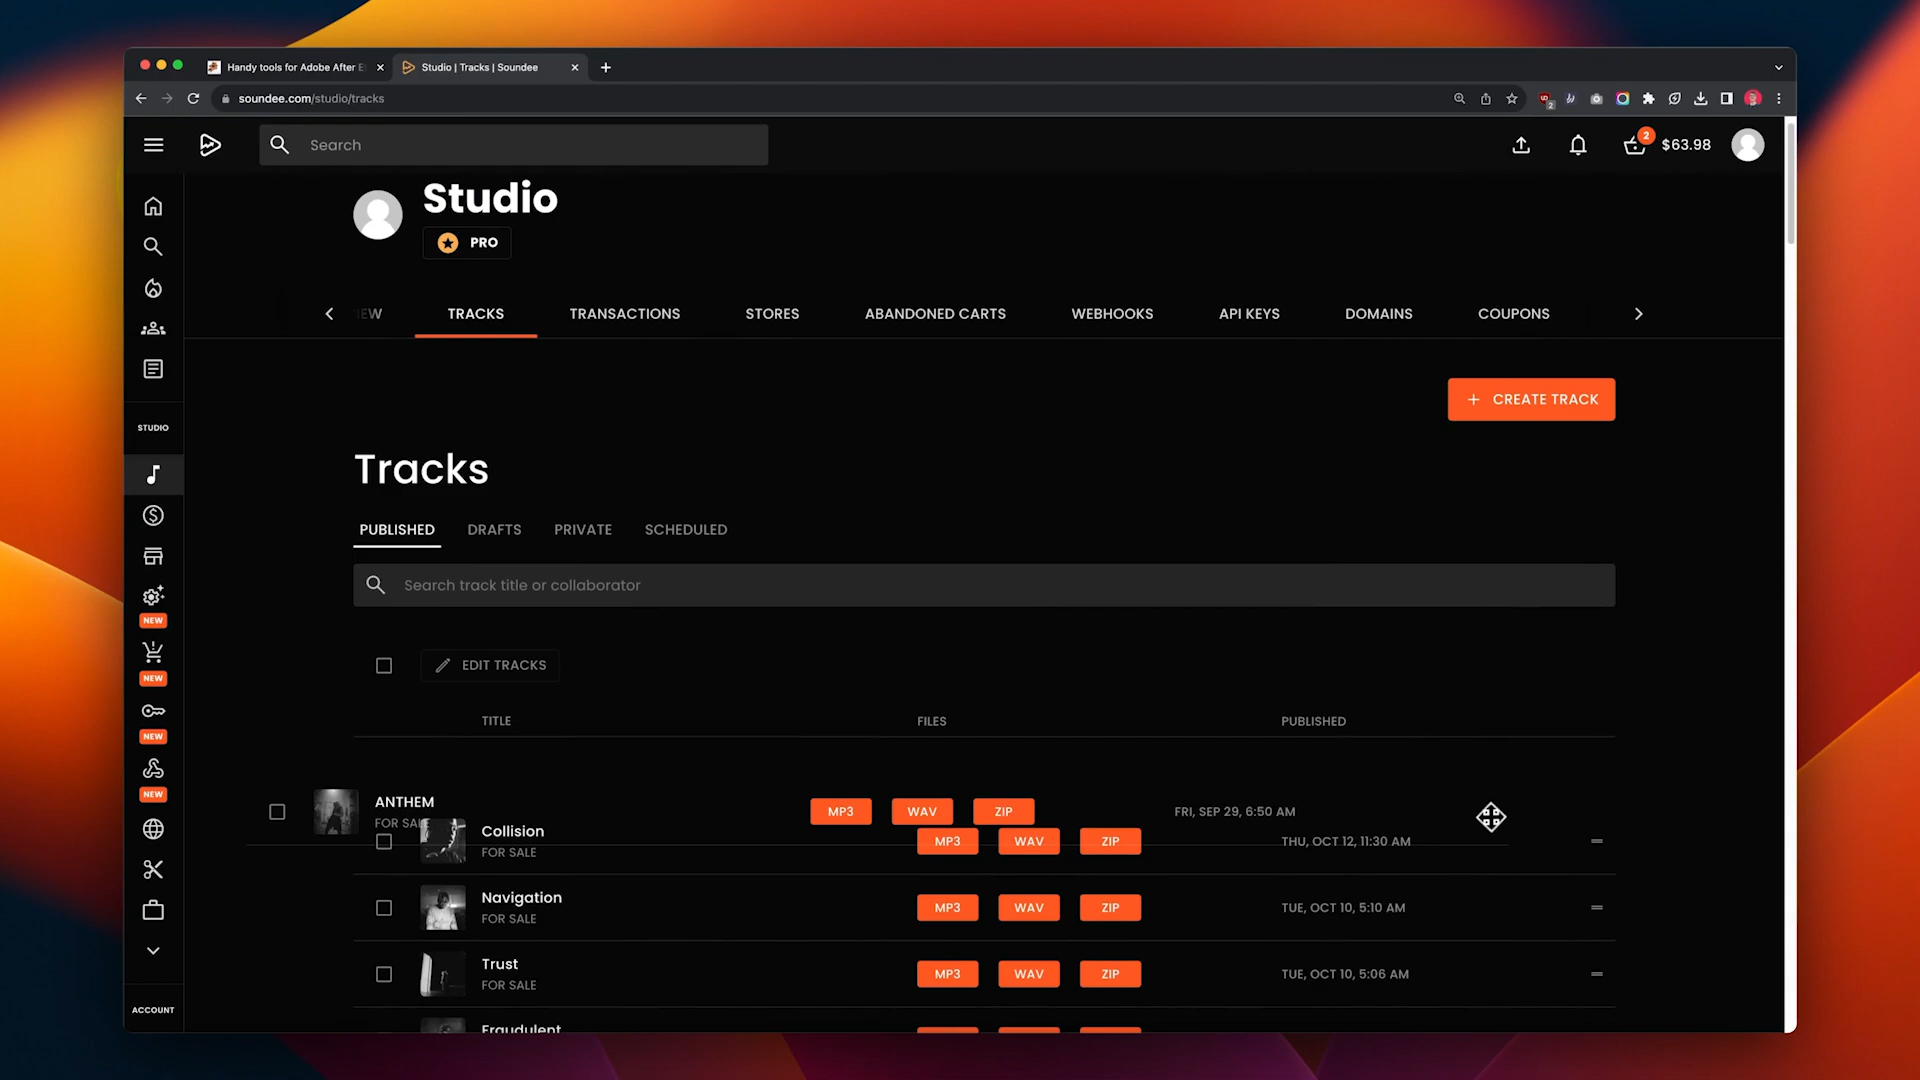 Handy tools for Adobe After E
Studio | Tracks | Soundee
soundee.com/studio/tracks
2
Search
2
$63.98
Studio
PRO
IEW
TRACKS
TRANSACTIONS
STORES
ABANDONED CARTS
WEBHOOKS
API KEYS
DOMAINS
COUPONS
CREATE TRACK
STUDIO
NEW
NEW
NEW
NEW
ACCOUNT
Tracks
PUBLISHED
DRAFTS
PRIVATE
SCHEDULED
Search track title or collaborator
EDIT TRACKS
TITLE
FILES
PUBLISHED
ANTHEM
FOR SA
MP3
WAV
ZIP
FRI, SEP 29, 6:50 AM
Collision
FOR SALE
MP3
WAV
ZIP
THU, OCT 12, 11:30 AM
Navigation
FOR SALE
MP3
WAV
ZIP
TUE, OCT 10, 5:10 AM
Trust
FOR SALE
MP3
WAV
ZIP
TUE, OCT 10, 5:06 AM
Fraudulent